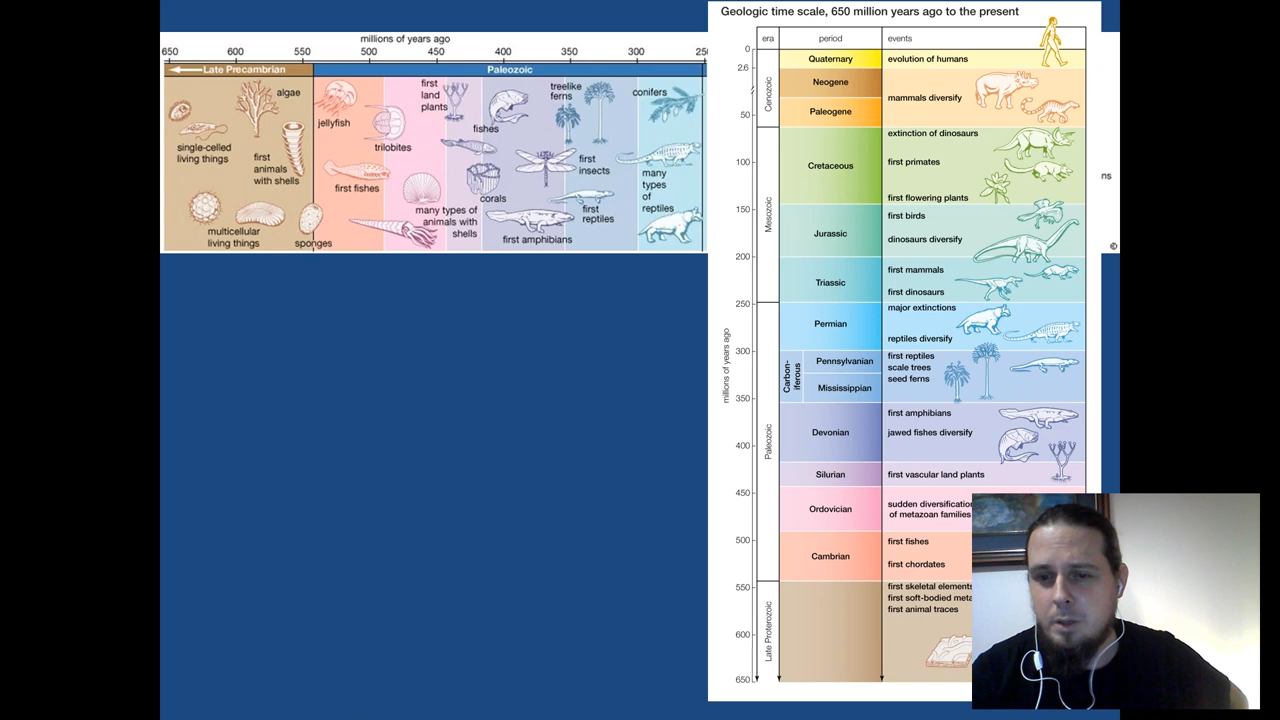 millions of years ago
650 600 550 500 450 400 350 300
Late Precambrian
Paleozoic
algae
single-celled
living things
first
animals
with shells
multicellular
living things
sponges
jellyfish
first fishes
trilobites
first
land
plants
many types of
animals with
shells
fishes
corals
first amphibians
treelike
ferns
first
insects
first
reptiles
conifers
many
types
of
reptiles
ns
©
Geologic time scale, 650 million years ago to the present
era period events
0
2.6
50
100
150
200
250
300
350
400
450
500
550
600
650
millions of years ago
Cenozoic
Quaternary
evolution of humans
Neogene
mammals diversify
Paleogene
Mesozoic
extinction of dinosaurs
Cretaceous
first primates
first flowering plants
first birds
Jurassic
dinosaurs diversify
first mammals
Triassic
first dinosaurs
Paleozoic
major extinctions
Permian
reptiles diversify
Carbon-
iferous
Pennsylvanian
first reptiles
scale trees
seed ferns
Mississippian
first amphibians
Devonian
jawed fishes diversify
Silurian
first vascular land plants
Ordovician
sudden diversification
of metazoan families
first fishes
Cambrian
first chordates
Late Proterozoic
first skeletal elements
first soft-bodied meta
first animal traces